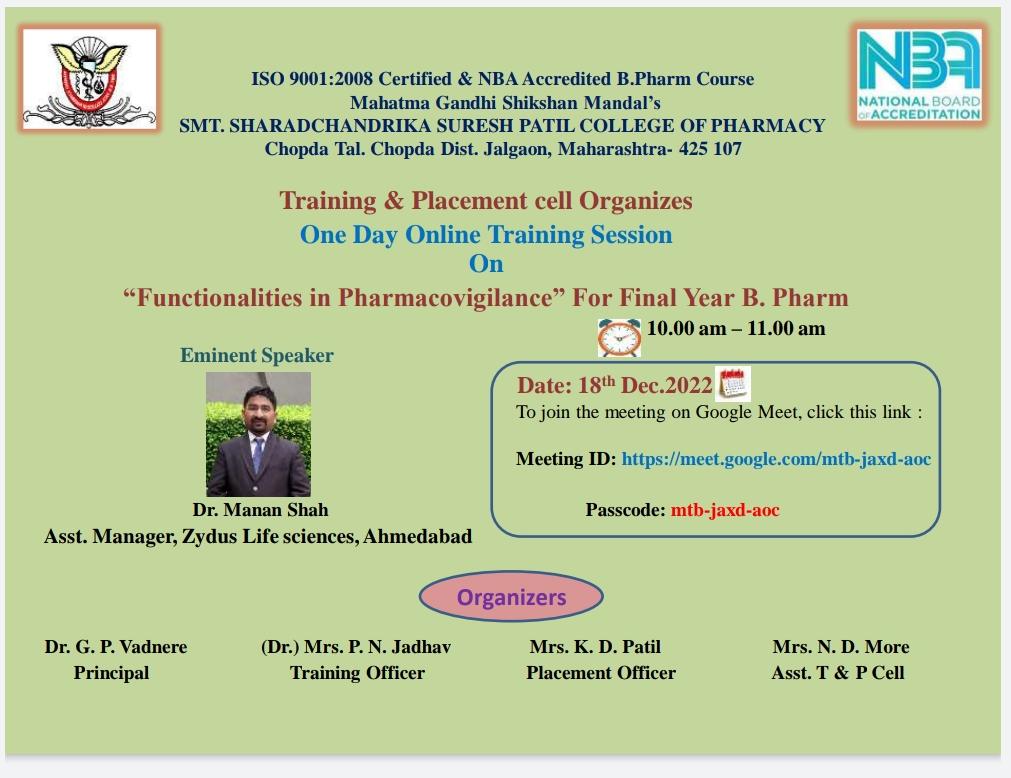 ISO 9001:2008 Certified & NBA Accredited B.Pharm Course
Mahatma Gandhi Shikshan Mandal's
SMT. SHARADCHANDRIKA SURESH PATIL COLLEGE OF PHARMACY
Chopda Tal. Chopda Dist. Jalgaon, Maharashtra- 425 107
NBA
NATIONAL BOARD
OF ACCREDITATION
Training & Placement cell Organizes
One Day Online Training Session
On
“Functionalities in Pharmacovigilance” For Final Year B. Pharm
10.00 am – 11.00 am
Eminent Speaker
Date: 18th Dec.2022
To join the meeting on Google Meet, click this link :
Meeting ID: https://meet.google.com/mtb-jaxd-aoc
Passcode: mtb-jaxd-aoc
Dr. Manan Shah
Asst. Manager, Zydus Life sciences, Ahmedabad
Organizers
Dr. G. P. Vadnere
Principal
(Dr.) Mrs. P. N. Jadhav
Training Officer
Mrs. K. D. Patil
Placement Officer
Mrs. N. D. More
Asst. T & P Cell